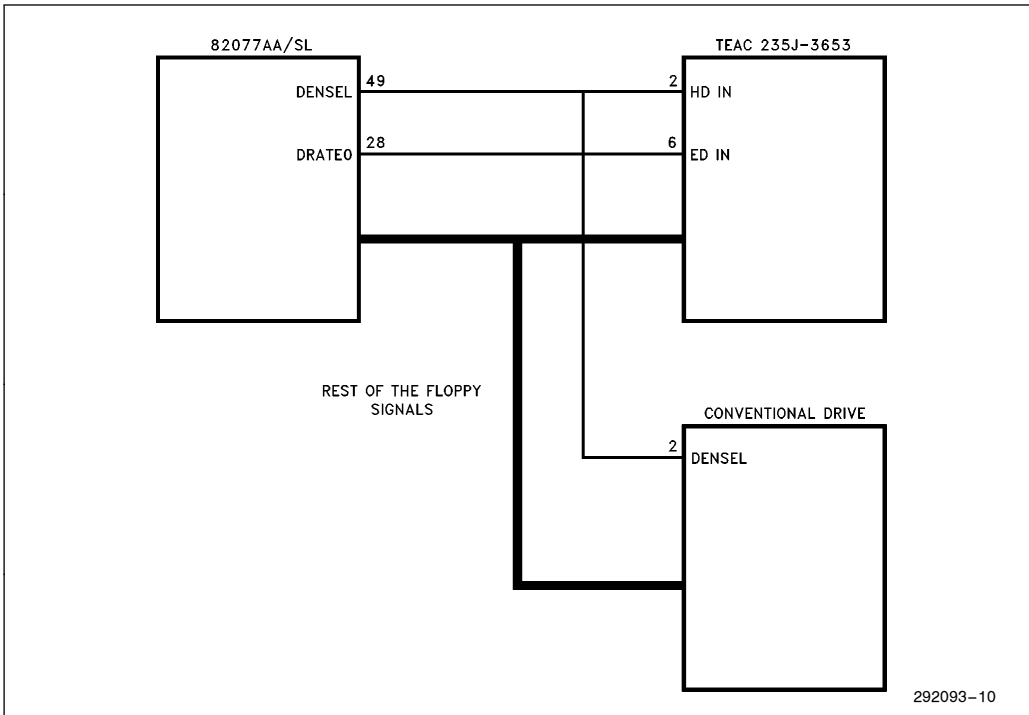 82077AA/SL
TEAC 235J-3653
DENSEL
49
2
HD IN
DRATE0
28
6
ED IN
REST OF THE FLOPPY
SIGNALS
CONVENTIONAL DRIVE
2
DENSEL
292093-10